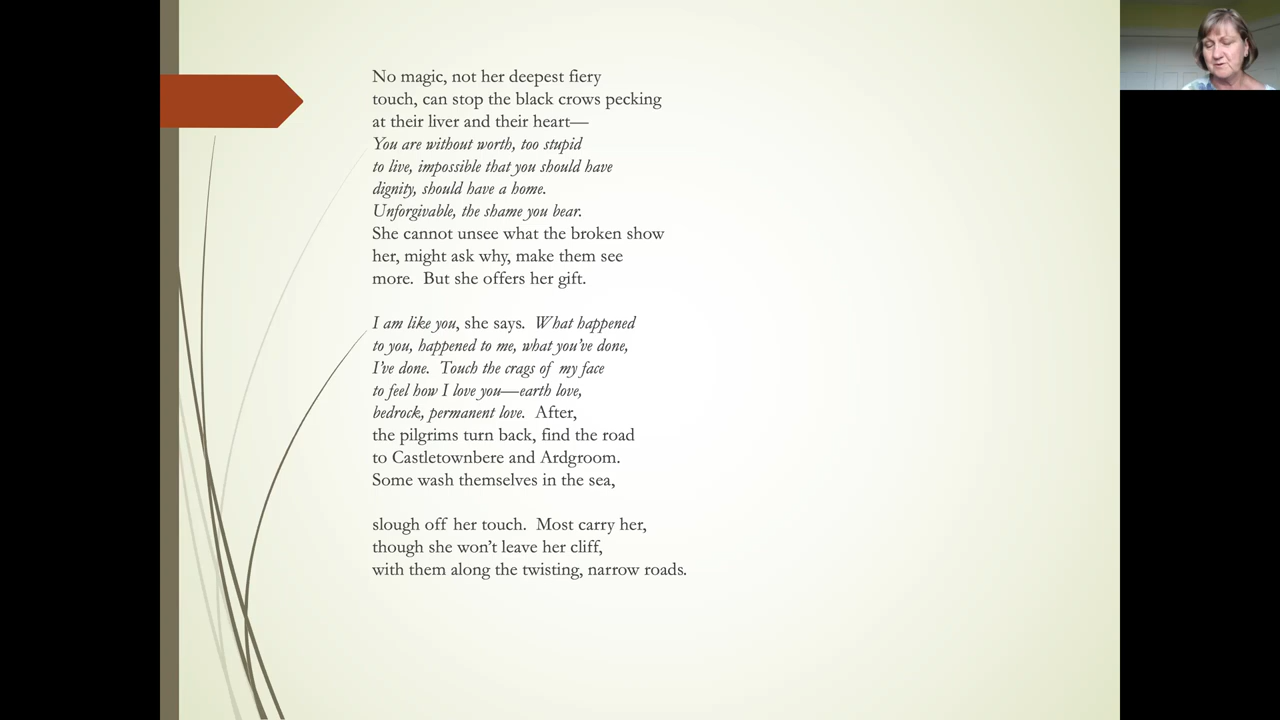 No magic, not her deepest fiery
touch, can stop the black crows pecking
at their liver and their heart—
You are without worth, too stupid
to live, impossible that you should have
dignity, should have a home.
Unforgivable, the shame you bear.
She cannot unsee what the broken show
her, might ask why, make them see
more.  But she offers her gift.

I am like you, she says.  What happened
to you, happened to me, what you've done,
I've done.  Touch the crags of my face
to feel how I love you—earth love,
bedrock, permanent love.  After,
the pilgrims turn back, find the road
to Castletownbere and Ardgroom.
Some wash themselves in the sea,

slough off her touch.  Most carry her,
though she won't leave her cliff,
with them along the twisting, narrow roads.